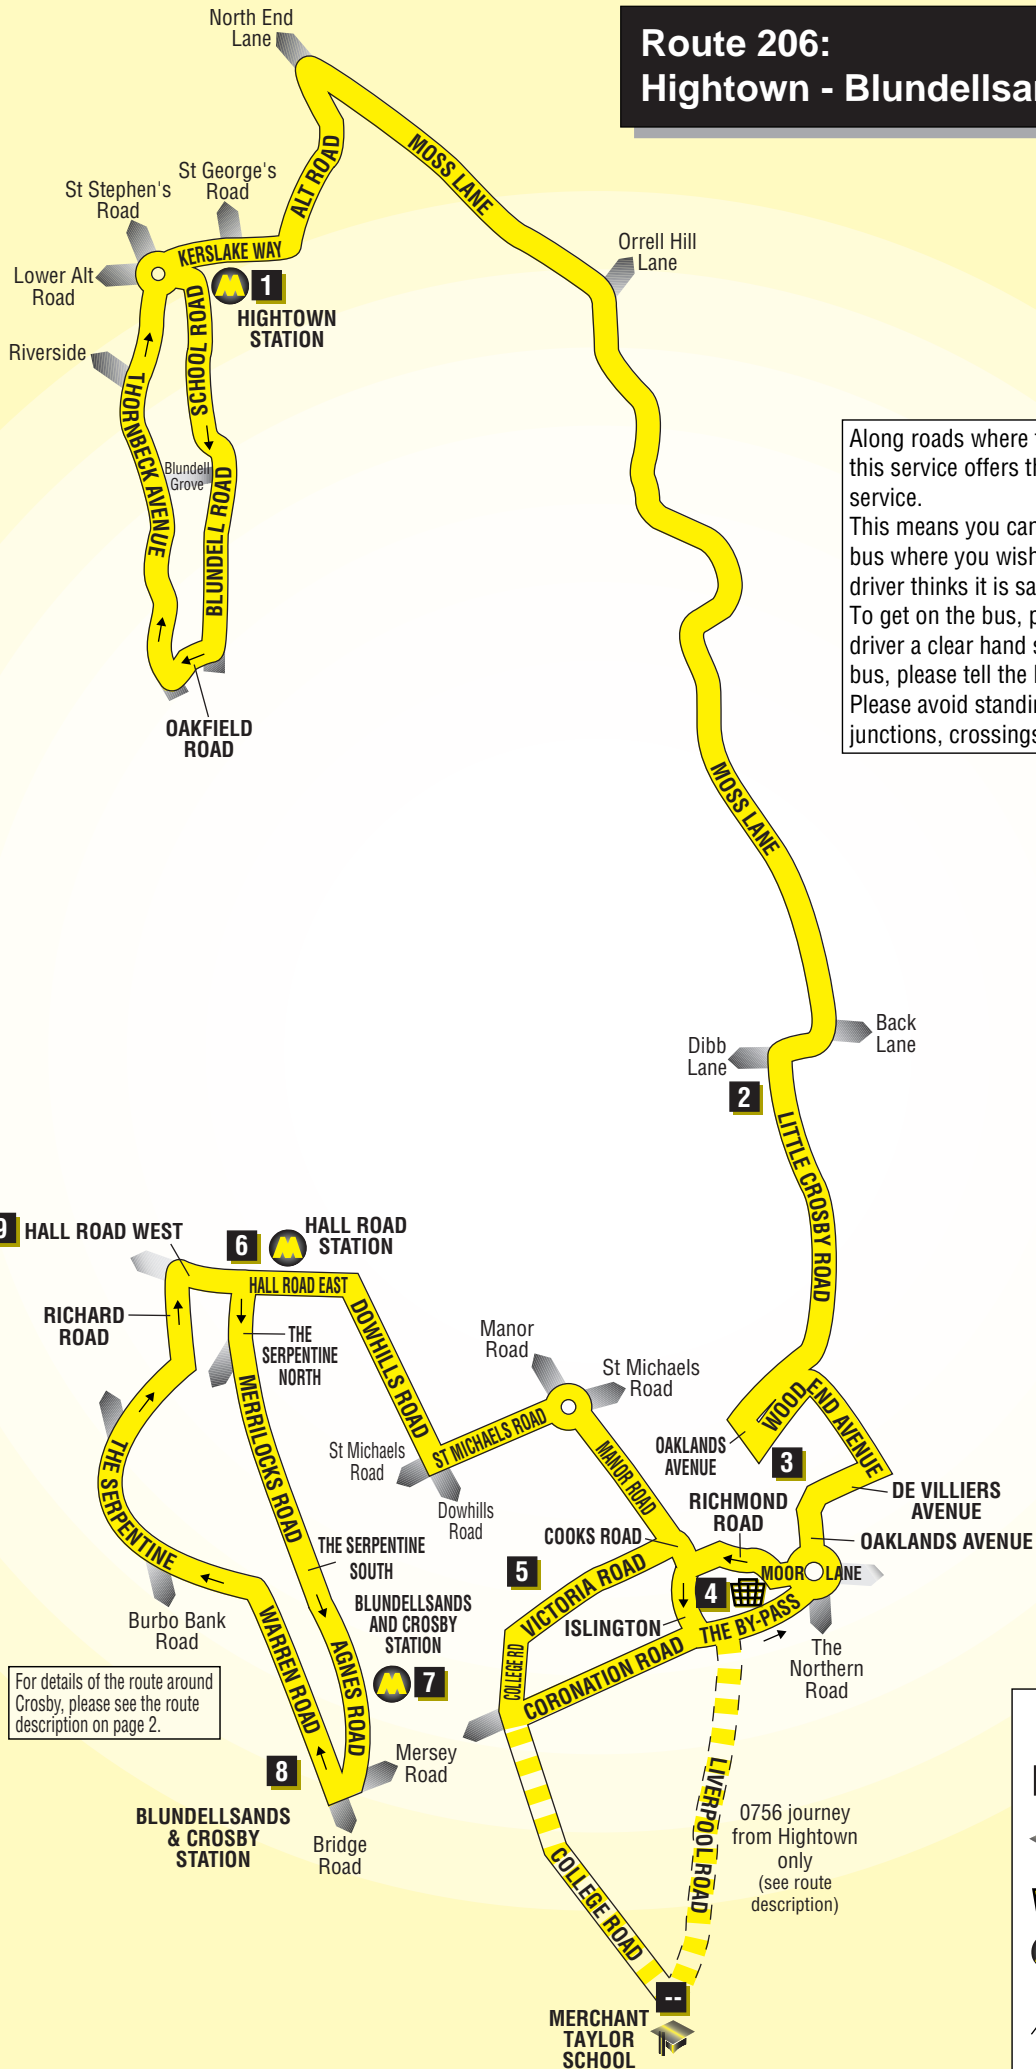 Route 206:
Hightown - Blundellsa
North End
Lane
MOSS LANE
ALT ROAD
St George's
Road
St Stephen's
Road
KERSLAKE WAY
Orrell Hill
Lane
Lower Alt
Road
M 1
HIGHTOWN
STATION
SCHOOL ROAD
Riverside
THORNBECK AVENUE
Blundell
Grove
BLUNDELL ROAD
OAKFIELD
ROAD
Along roads where
this service offers th
service.
This means you can
bus where you wish
driver thinks it is sa
To get on the bus, p
driver a clear hand s
bus, please tell the
Please avoid standin
junctions, crossings
MOSS LANE
Back
Lane
Dibb
Lane
2
LITTLE CROSBY ROAD
9 HALL ROAD WEST
6 M HALL ROAD
STATION
HALL ROAD EAST
RICHARD
ROAD
THE
SERPENTINE
NORTH
DOWHILLS ROAD
Manor
Road
St Michaels
Road
MERRILOCKS ROAD
ST MICHAELS ROAD
St Michaels
Road
Dowhills
Road
MANOR ROAD
WOOD END AVENUE
OAKLANDS
AVENUE
3
DE VILLIERS
AVENUE
RICHMOND
ROAD
OAKLANDS AVENUE
THE SERPENTINE
THE SERPENTINE
SOUTH
COOKS ROAD
5
VICTORIA ROAD
4
MOOR LANE
ISLINGTON
THE BY-PASS
Burbo Bank
Road
BLUNDELLSANDS
AND CROSBY
STATION
M 7
COLLEGE RD
CORONATION ROAD
The
Northern
Road
WARREN ROAD
AGNES ROAD
For details of the route around
Crosby, please see the route
description on page 2.
8
Mersey
Road
BLUNDELLSANDS
& CROSBY
STATION
Bridge
Road
LIVERPOOL ROAD
0756 journey
from Hightown
only
(see route
description)
COLLEGE ROAD
--
MERCHANT
TAYLOR
SCHOOL